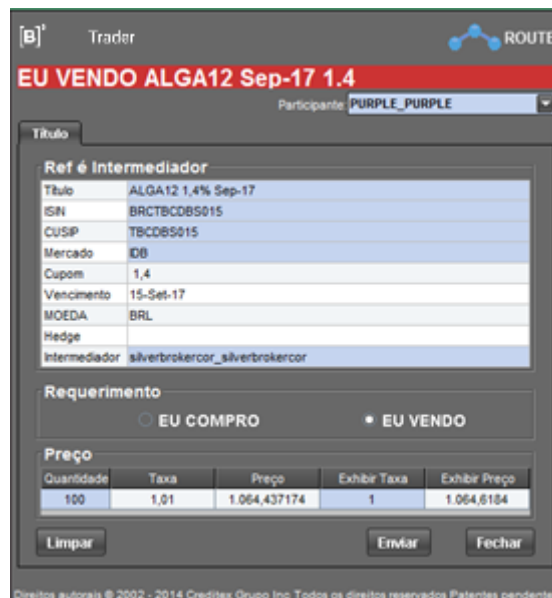 [B]³ Trader ROUTE
EU VENDO ALGA12 Sep-17 1.4
Participante: PURPLE_PURPLE
Título
Ref é Intermediador
Título ALGA12 1,4% Sep-17
ISIN BRCTBCDBS015
CUSIP TBCDBS015
Mercado IDB
Cupom 1,4
Vencimento 15-Set-17
MOEDA BRL
Hedge
Intermediador silverbrokercor_silverbrokercor
Requerimento
EU COMPRO EU VENDO
Preço
Quantidade Taxa Preço Exhibir Taxa Exhibir Preço
100 1,01 1.064,437174 1 1.064,6184
Limpar Enviar Fechar
Direitos autorais © 2002 - 2014 Creditex Grupo Inc Todos os direitos reservados Patentes pendente